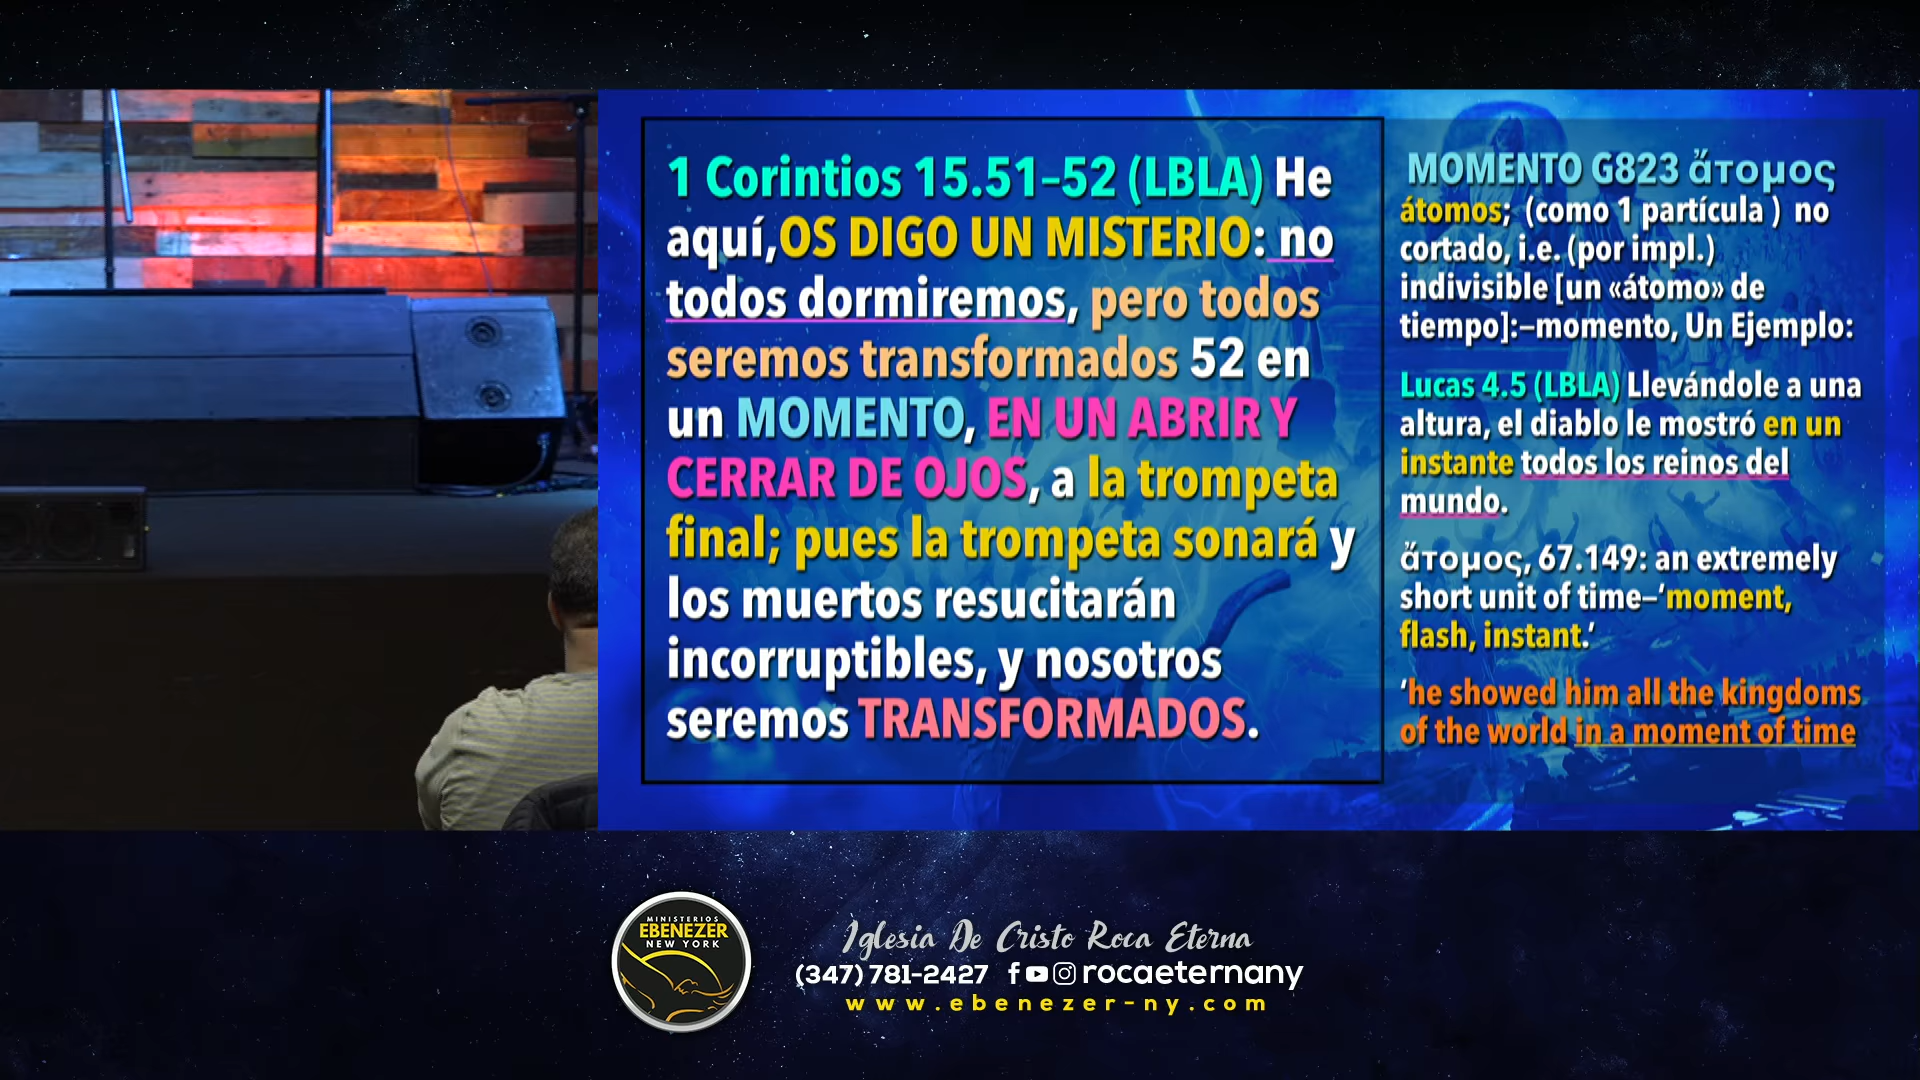 1 Corintios 15.51–52 (LBLA) He
aquí,OS DIGO UN MISTERIO: no
todos dormiremos, pero todos
seremos transformados 52 en
un MOMENTO, EN UN ABRIR Y
CERRAR DE OJOS, a la trompeta
final; pues la trompeta sonará y
los muertos resucitarán
incorruptibles, y nosotros
seremos TRANSFORMADOS.
MOMENTO G823 ἄτομος
átomos; (como 1 partícula ) no
cortado, i.e. (por impl.)
indivisible [un «átomo» de
tiempo]:—momento, Un Ejemplo:
Lucas 4.5 (LBLA) Llevándole a una
altura, el diablo le mostró en un
instante todos los reinos del
mundo.
ἄτομος, 67.149: an extremely
short unit of time—‘moment,
flash, instant.’
‘he showed him all the kingdoms
of the world in a moment of time
MINISTERIOS
EBENEZER
NEW YORK
Iglesia De Cristo Roca Eterna
(347) 781-2427 rocaeternany
www.ebenezer-ny.com